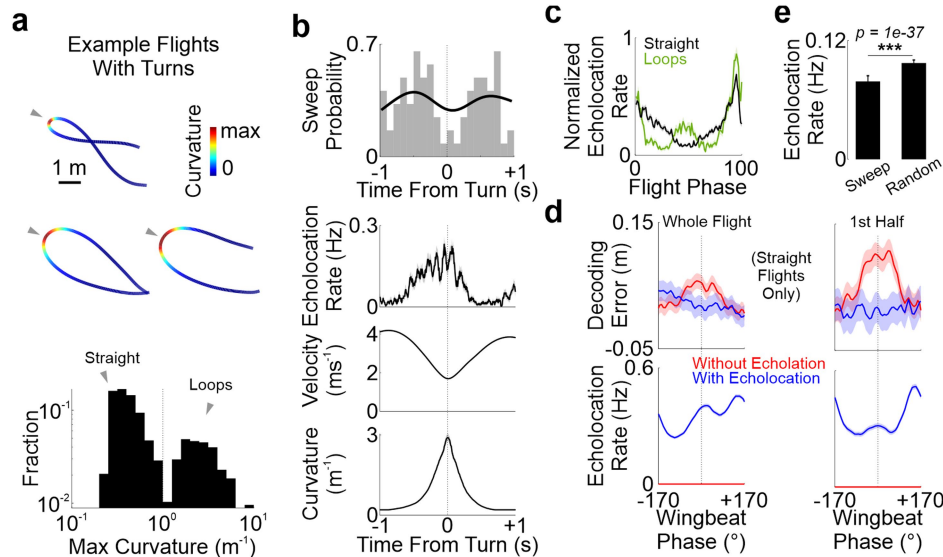 a
Example Flights
With Turns
max
0
Curvature
1 m
Straight
Loops
Fraction
10-1
10-2
10-1
100
101
Max Curvature (m-1)
b
Sweep
Probability
0.7
0
-1
0
+1
Time From Turn (s)
Echolocation
Rate (Hz)
0.3
0
Velocity
(ms-1)
4
2
0
Curvature
(m-1)
3
0
-1
0
+1
Time From Turn (s)
c
Normalized
Echolocation
Rate
1
0
Straight
Loops
0
100
Flight Phase
e
p = 1e-37
***
Echolocation
Rate (Hz)
0.12
0
Sweep
Random
d
Whole Flight
1st Half
(Straight
Flights
Only)
Decoding
Error (m)
0.15
-0.05
Without Echolation
With Echolocation
Echolocation
Rate (Hz)
0.6
0
-170
+170
Wingbeat
Phase (°)
-170
+170
Wingbeat
Phase (°)